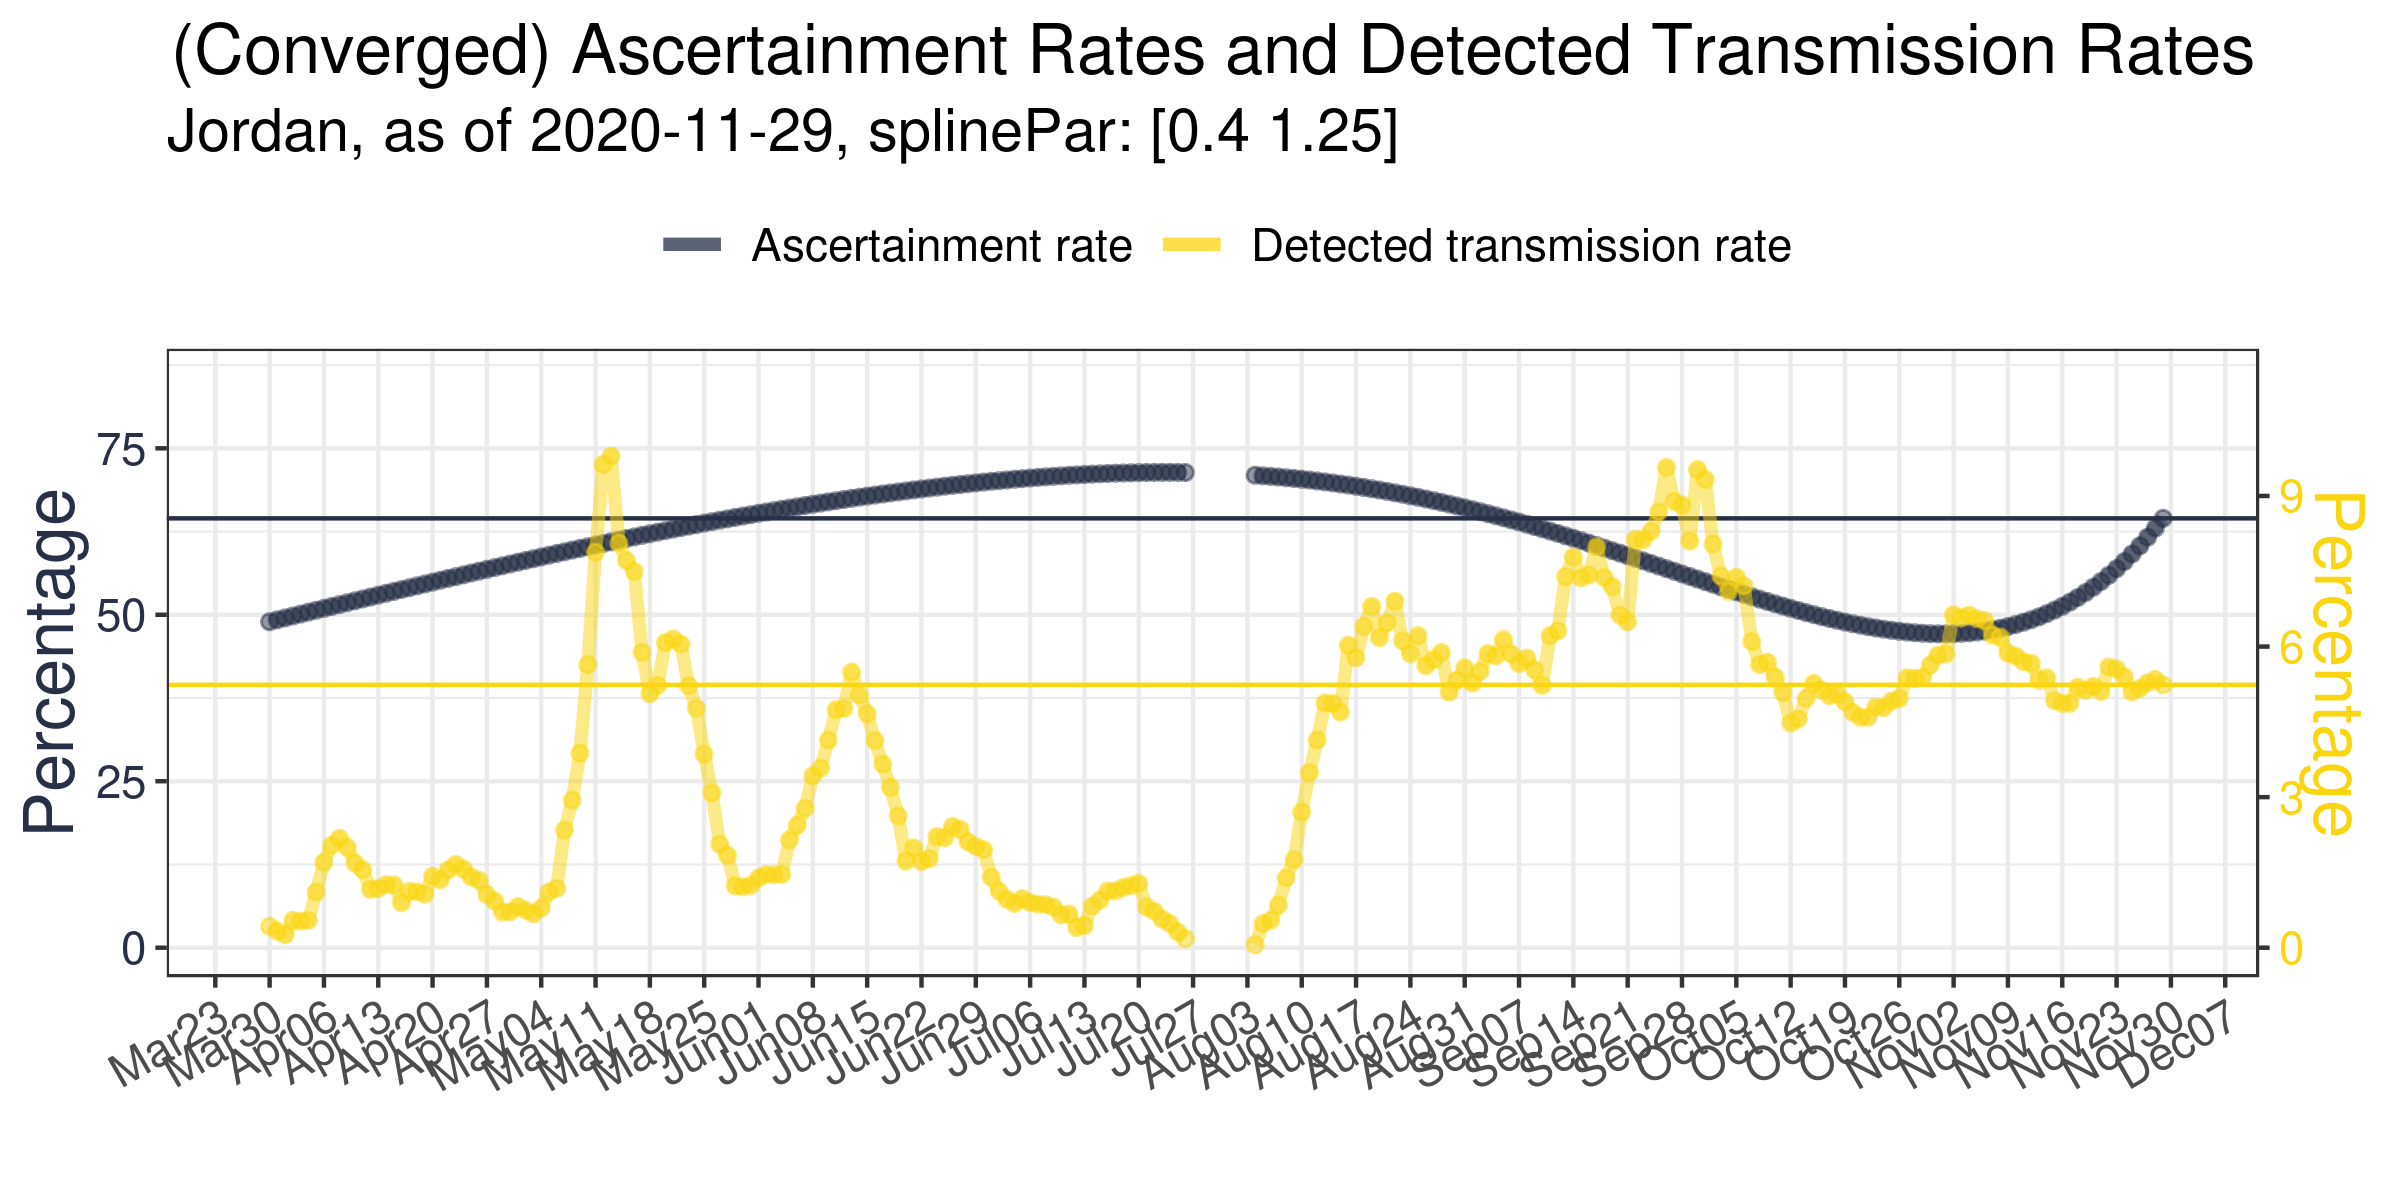 (Converged) Ascertainment Rates and Detected Transmission Rates
Jordan, as of 2020-11-29, splinePar: [0.4 1.25]
Ascertainment rate Detected transmission rate
Percentage
75
50
25
0
9
6
3
0
Percentage
Mar23 Mar30 Apr06 Apr13 Apr20 Apr27 May04 May11 May18 May25 Jun01 Jun08 Jun15 Jun22 Jun29 Jul06 Jul13 Jul20 Jul27 Aug03 Aug10 Aug17 Aug24 Aug31 Sep07 Sep14 Sep21 Sep28 Oct05 Oct12 Oct19 Oct26 Nov02 Nov09 Nov16 Nov23 Nov30 Dec07